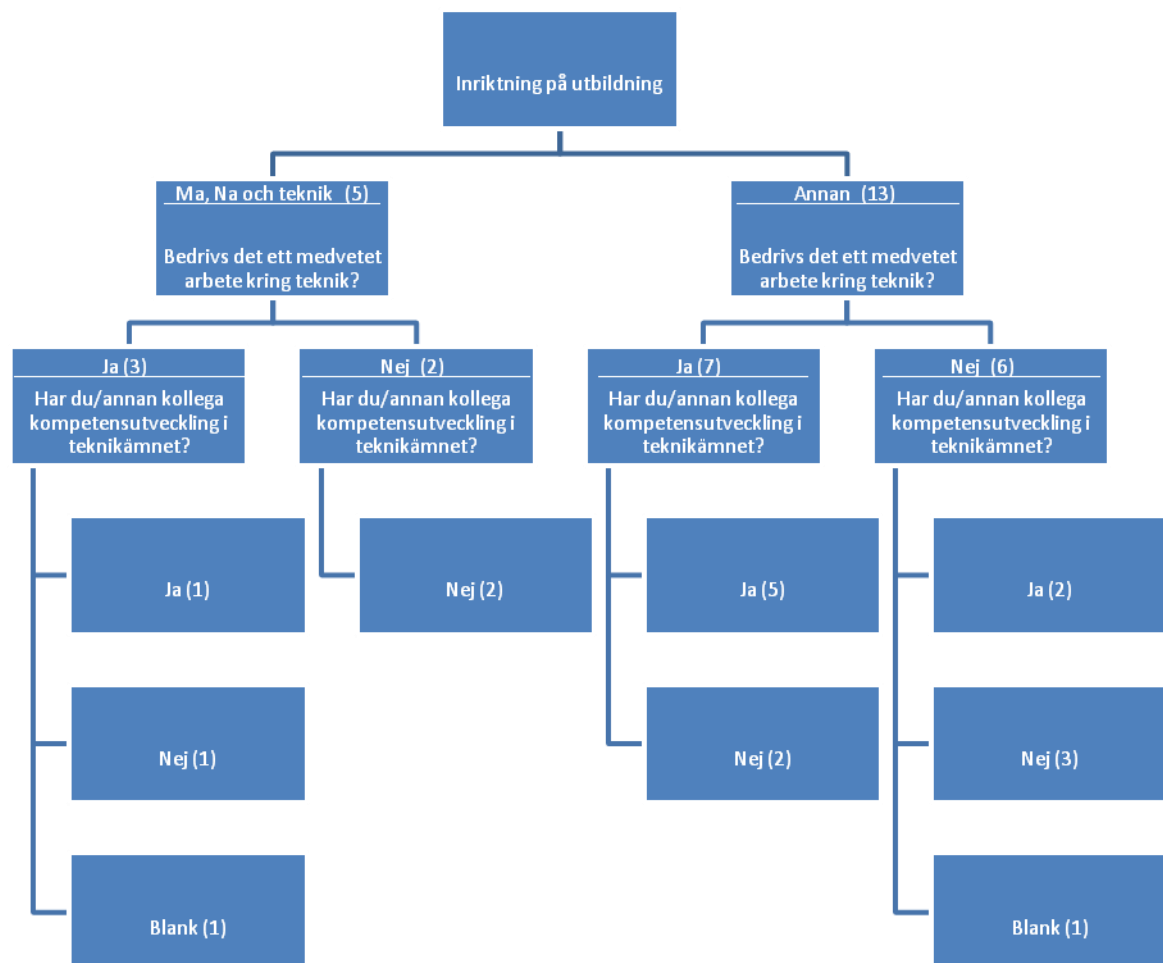 Inriktning på utbildning
Ma, Na och teknik (5)
Bedrivs det ett medvetet
arbete kring teknik?
Annan (13)
Bedrivs det ett medvetet
arbete kring teknik?
Ja (3)
Har du/annan kollega
kompetensutveckling i
teknikämnet?
Nej (2)
Har du/annan kollega
kompetensutveckling i
teknikämnet?
Ja (7)
Har du/annan kollega
kompetensutveckling i
teknikämnet?
Nej (6)
Har du/annan kollega
kompetensutveckling i
teknikämnet?
Ja (1)
Nej (2)
Ja (5)
Ja (2)
Nej (1)
Nej (2)
Nej (3)
Blank (1)
Blank (1)